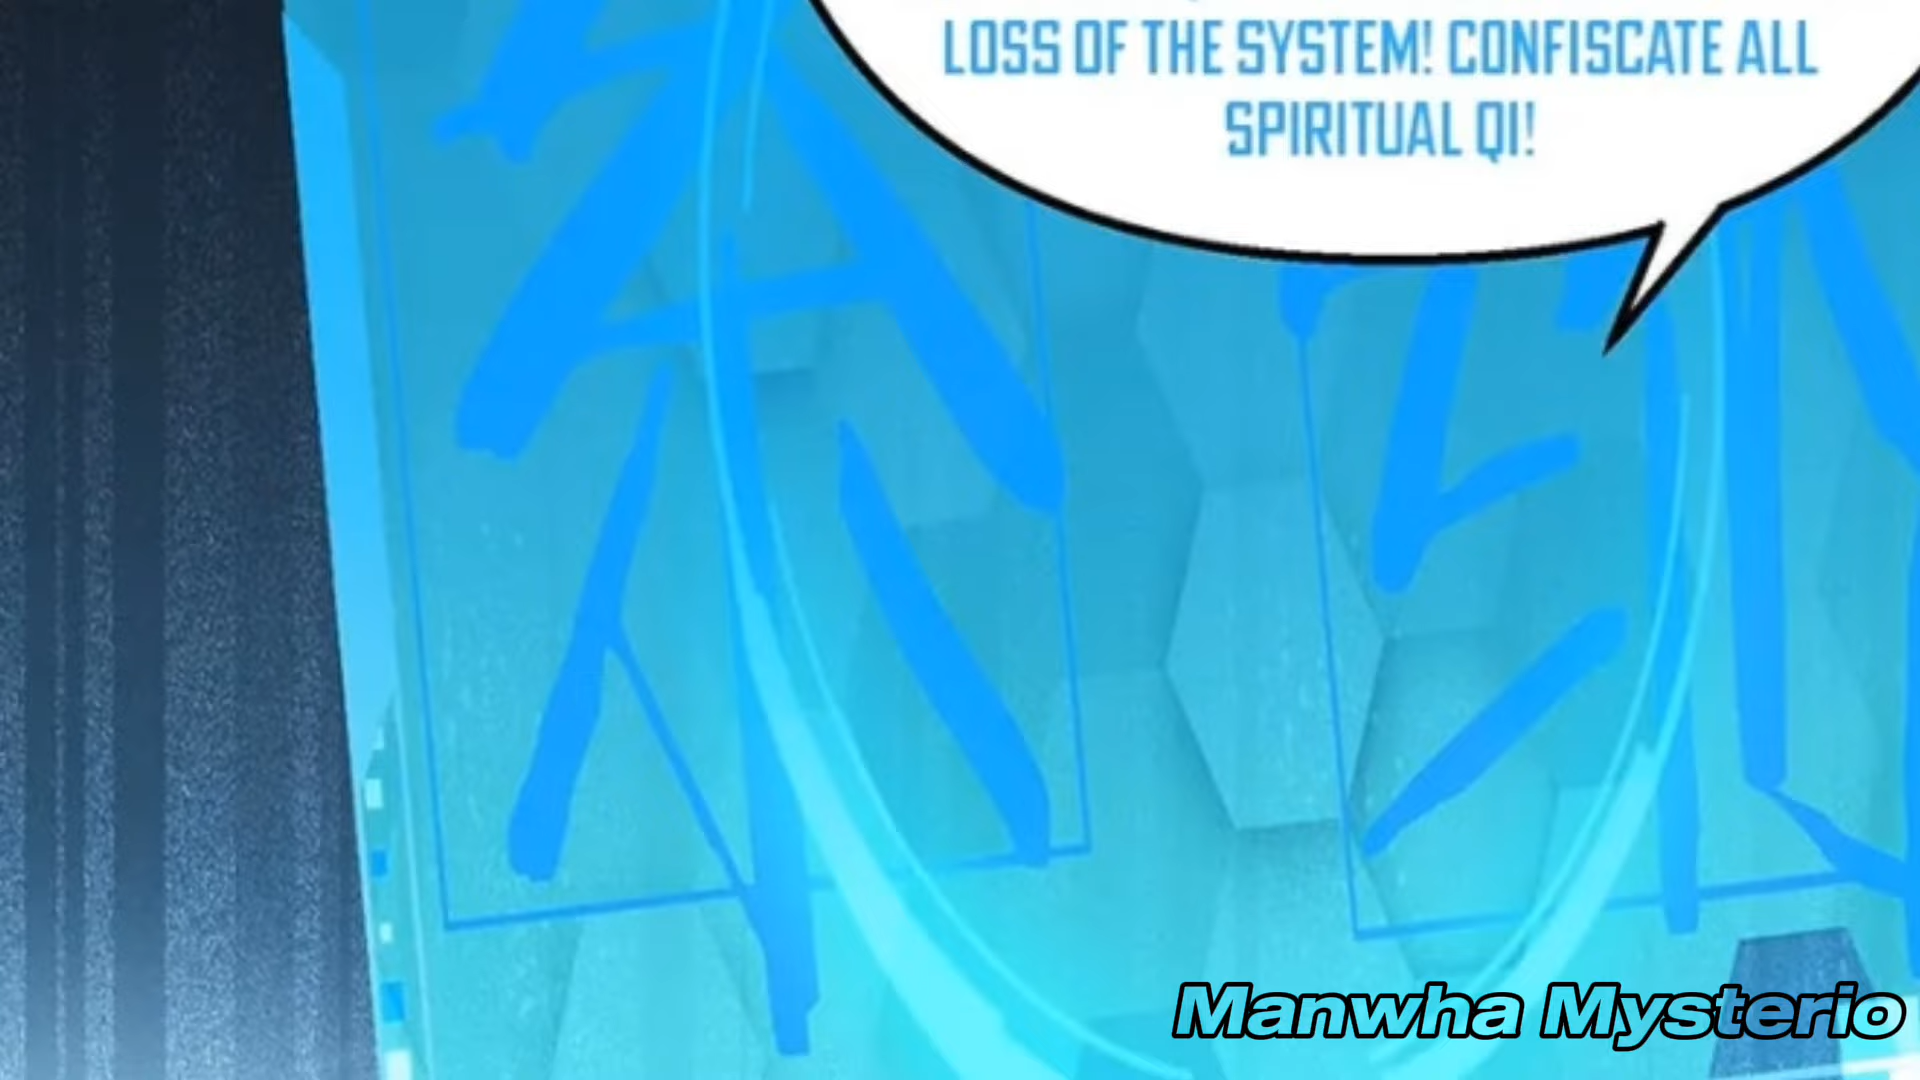 LOSS OF THE SYSTEM! CONFISCATE ALL
SPIRITUAL QI!
Manwha Mysterio